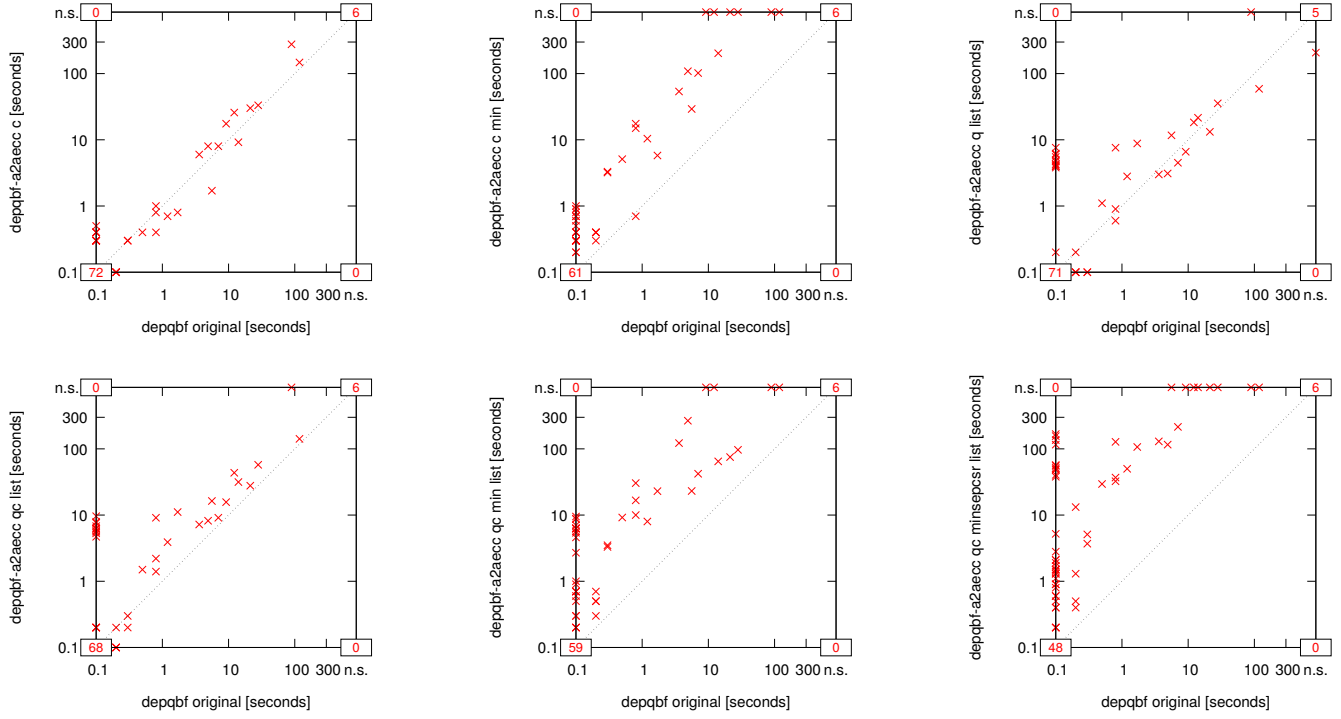 n.s. 0 6
300
100
10
1
0.1 72 0
0.1 1 10 100 300 n.s.
depqbf-a2aecc c [seconds]
depqbf original [seconds]
0 6
300
100
10
1
0.1 61 0
0.1 1 10 100 300 n.s.
depqbf-a2aecc c min [seconds]
depqbf original [seconds]
n.s. 0 5
300
100
10
1
0.1 71 0
0.1 1 10 100 300 n.s.
depqbf-a2aecc q list [seconds]
depqbf original [seconds]
n.s. 0 6
300
100
10
1
0.1 68 0
0.1 1 10 100 300 n.s.
depqbf-a2aecc qc list [seconds]
depqbf original [seconds]
n.s. 0 6
300
100
10
1
0.1 59 0
0.1 1 10 100 300 n.s.
depqbf-a2aecc qc min list [seconds]
depqbf original [seconds]
n.s. 0 6
300
100
10
1
0.1 48 0
0.1 1 10 100 300 n.s.
depqbf-a2aecc qc minsepcsr list [seconds]
depqbf original [seconds]